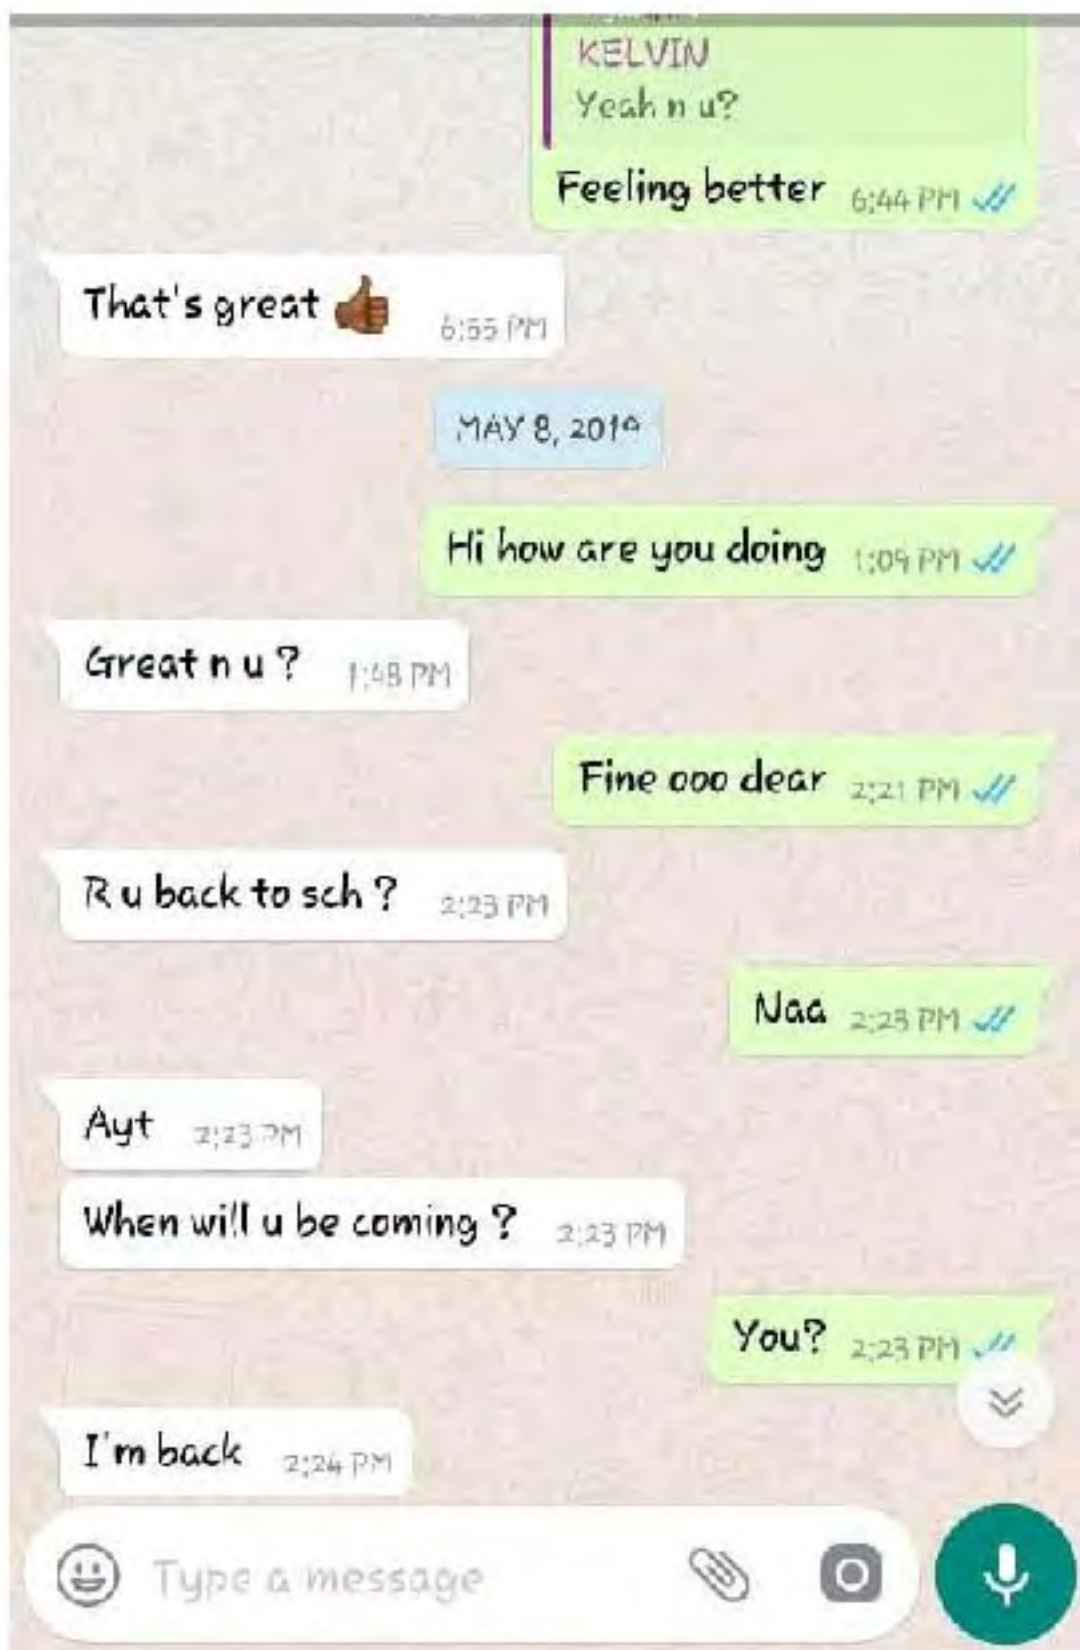 KELVIN
Yeah n u?
Feeling better 6:44 PM
That's great 6:55 PM
MAY 8, 2019
Hi how are you doing 1:09 PM
Great n u ? 1:48 PM
Fine ooo dear 2:21 PM
R u back to sch ? 2:23 PM
Naa 2:23 PM
Ayt 2:23 PM
When will u be coming ? 2:23 PM
You? 2:23 PM
I'm back 2:24 PM
Type a message